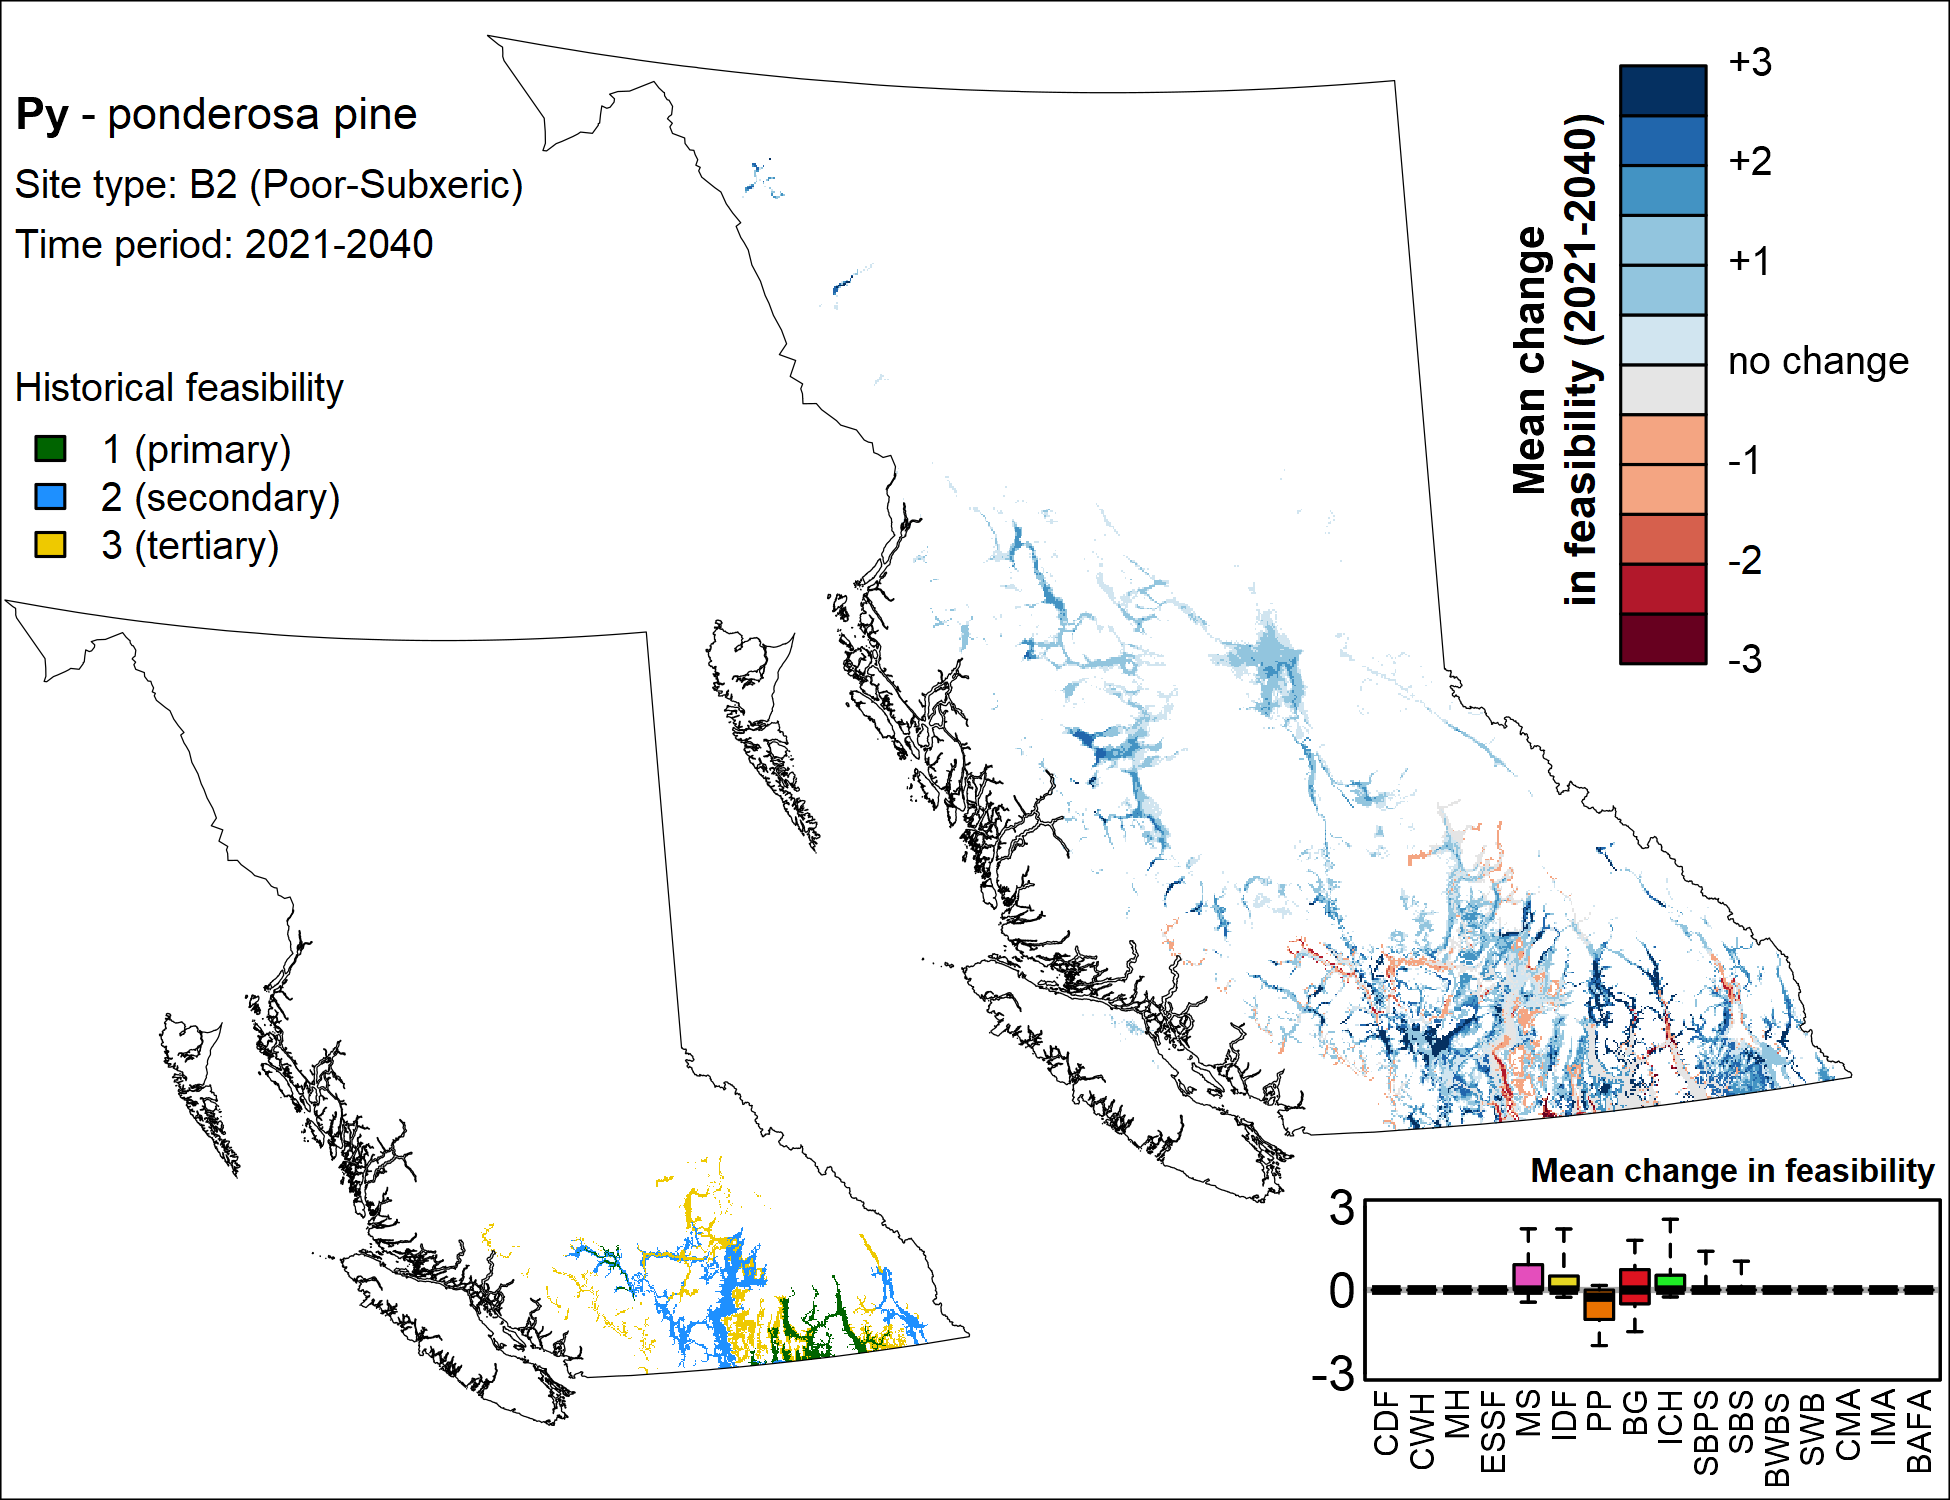 Py - ponderosa pine
Site type: B2 (Poor-Subxeric)
Time period: 2021-2040
Historical feasibility
1 (primary)
2 (secondary)
3 (tertiary)
Mean change
in feasibility (2021-2040)
+3
+2
+1
no change
-1
-2
-3
Mean change in feasibility
3
0
-3
CDF
CWH
MH
ESSF
MS
IDF
PP
BG
ICH
SBPS
SBS
BWBS
SWB
CMA
IMA
BAFA